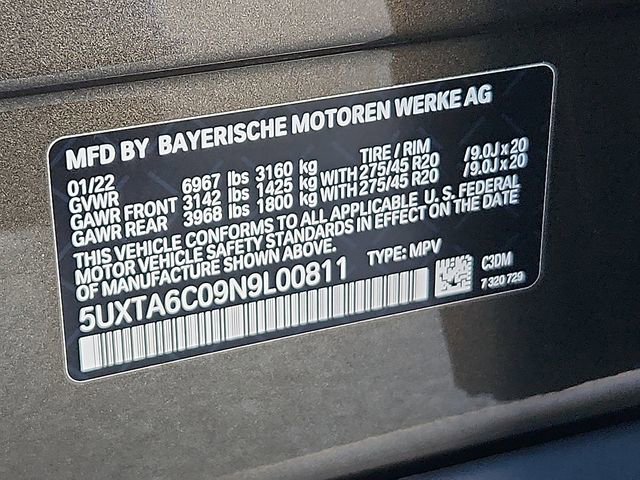 MFD BY BAYERISCHE MOTOREN WERKE AG
01/22 TIRE / RIM
GVWR 6967 lbs 3160 kg
GAWR FRONT 3142 lbs 1425 kg WITH 275/45 R20 /9.0J x 20
GAWR REAR 3968 lbs 1800 kg WITH 275/45 R20 /9.0J x 20
THIS VEHICLE CONFORMS TO ALL APPLICABLE U.S. FEDERAL
MOTOR VEHICLE SAFETY STANDARDS IN EFFECT ON THE DATE
OF MANUFACTURE SHOWN ABOVE.
5UXTA6C09N9L00811 TYPE: MPV
C3DM
7 320 729